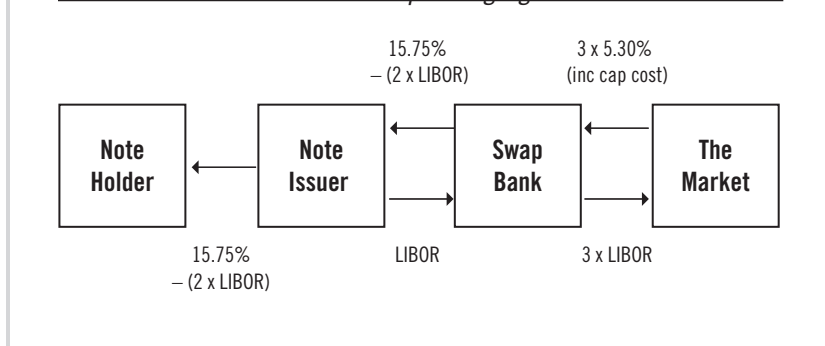 15.75%
– (2 x LIBOR)
3 x 5.30%
(inc cap cost)
Note
Holder
Note
Issuer
Swap
Bank
The
Market
15.75%
– (2 x LIBOR)
LIBOR
3 x LIBOR